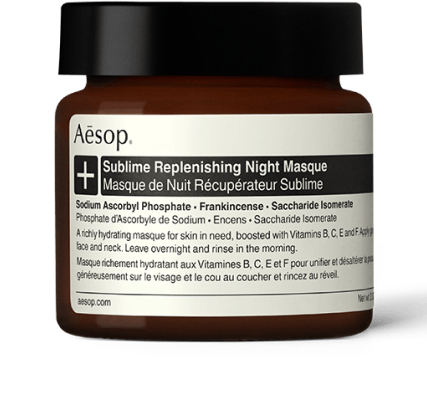 Aēsop.
+ Sublime Replenishing Night Masque
Masque de Nuit Récupérateur Sublime
Sodium Ascorbyl Phosphate • Frankincense • Saccharide Isomerate
Phosphate d'Ascorbyle de Sodium • Encens • Saccharide Isomerate
A richly hydrating masque for skin in need, boosted with Vitamins B, C, E and F. Apply
face and neck. Leave overnight and rinse in the morning.
Masque richement hydratant aux Vitamines B, C, E et F pour unifier et désaltérer la
généreusement sur le visage et le cou au coucher et rincez au réveil.
aesop.com